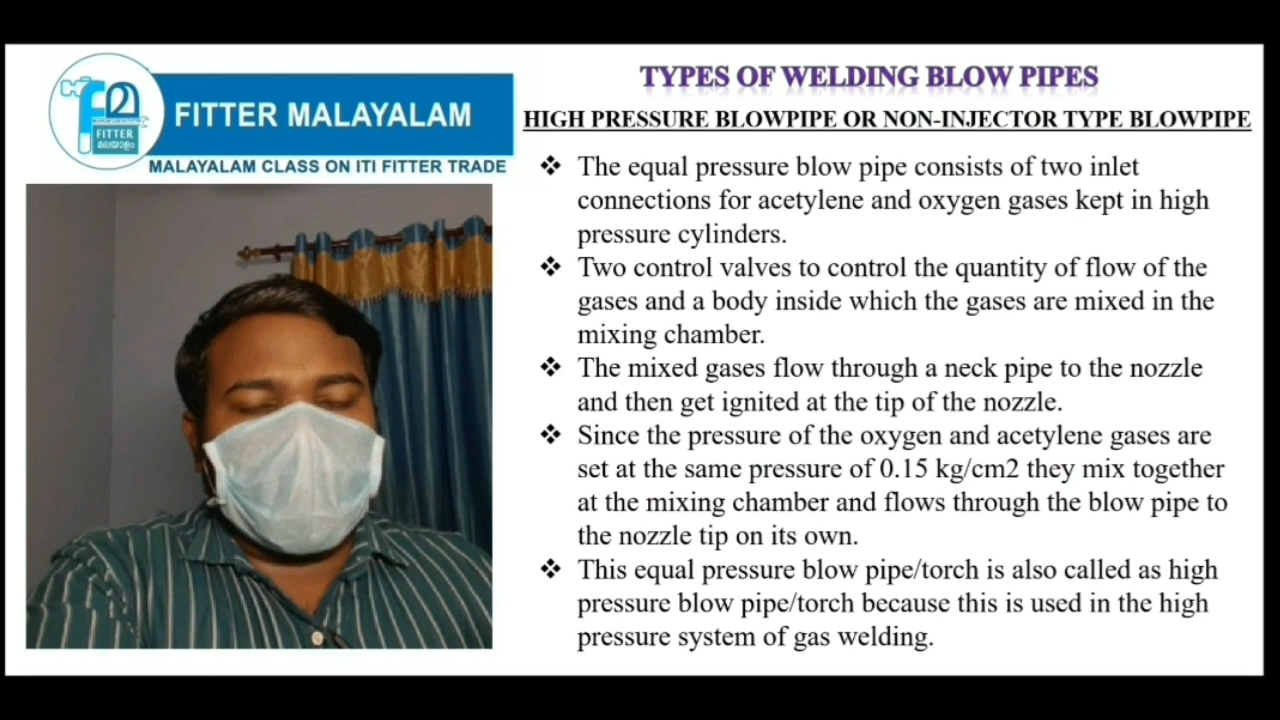 FITTER
മലയാളം
FITTER MALAYALAM
MALAYALAM CLASS ON ITI FITTER TRADE
TYPES OF WELDING BLOW PIPES
HIGH PRESSURE BLOWPIPE OR NON-INJECTOR TYPE BLOWPIPE
❖ The equal pressure blow pipe consists of two inlet
connections for acetylene and oxygen gases kept in high
pressure cylinders.
❖ Two control valves to control the quantity of flow of the
gases and a body inside which the gases are mixed in the
mixing chamber.
❖ The mixed gases flow through a neck pipe to the nozzle
and then get ignited at the tip of the nozzle.
❖ Since the pressure of the oxygen and acetylene gases are
set at the same pressure of 0.15 kg/cm2 they mix together
at the mixing chamber and flows through the blow pipe to
the nozzle tip on its own.
❖ This equal pressure blow pipe/torch is also called as high
pressure blow pipe/torch because this is used in the high
pressure system of gas welding.